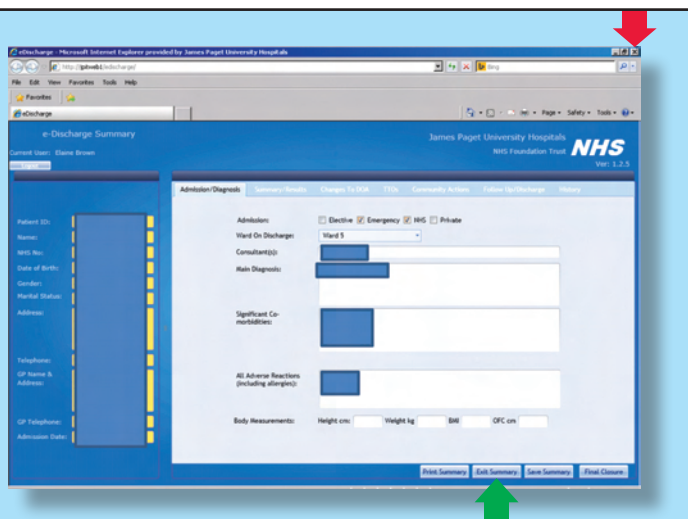 eDischarge - Microsoft Internet Explorer provided by James Paget University Hospitals
http://jpitweb1/edischarge/
Bing
File Edit View Favorites Tools Help
Favorites
eDischarge
Page Safety Tools
e-Discharge Summary
James Paget University Hospitals
NHS Foundation Trust
NHS
Current User: Elaine Brown
Ver: 1.2.5
Admission/Diagnosis Summary/Results Changes To DOA TTOs Community Actions Follow Up/Discharge History
Patient ID:
Name:
NHS No:
Date of Birth:
Gender:
Marital Status:
Address:
Telephone:
GP Name &
Address:
GP Telephone:
Admission Date:
Admission: Elective Emergency NHS Private
Ward On Discharge: Ward 5
Consultant(s):
Main Diagnosis:
Significant Co-
morbidities:
All Adverse Reactions
(including allergies):
Body Measurements: Height cm: Weight kg BMI OFC cm
Print Summary Exit Summary Save Summary Final Closure